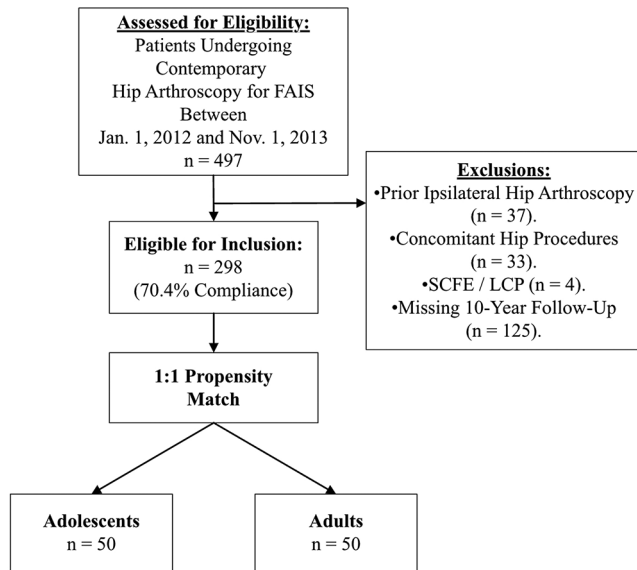 Assessed for Eligibility:
Patients Undergoing
Contemporary
Hip Arthroscopy for FAIS
Between
Jan. 1, 2012 and Nov. 1, 2013
n = 497
Exclusions:
•Prior Ipsilateral Hip Arthroscopy
(n = 37).
•Concomitant Hip Procedures
(n = 33).
•SCFE / LCP (n = 4).
•Missing 10-Year Follow-Up
(n = 125).
Eligible for Inclusion:
n = 298
(70.4% Compliance)
1:1 Propensity
Match
Adolescents
n = 50
Adults
n = 50